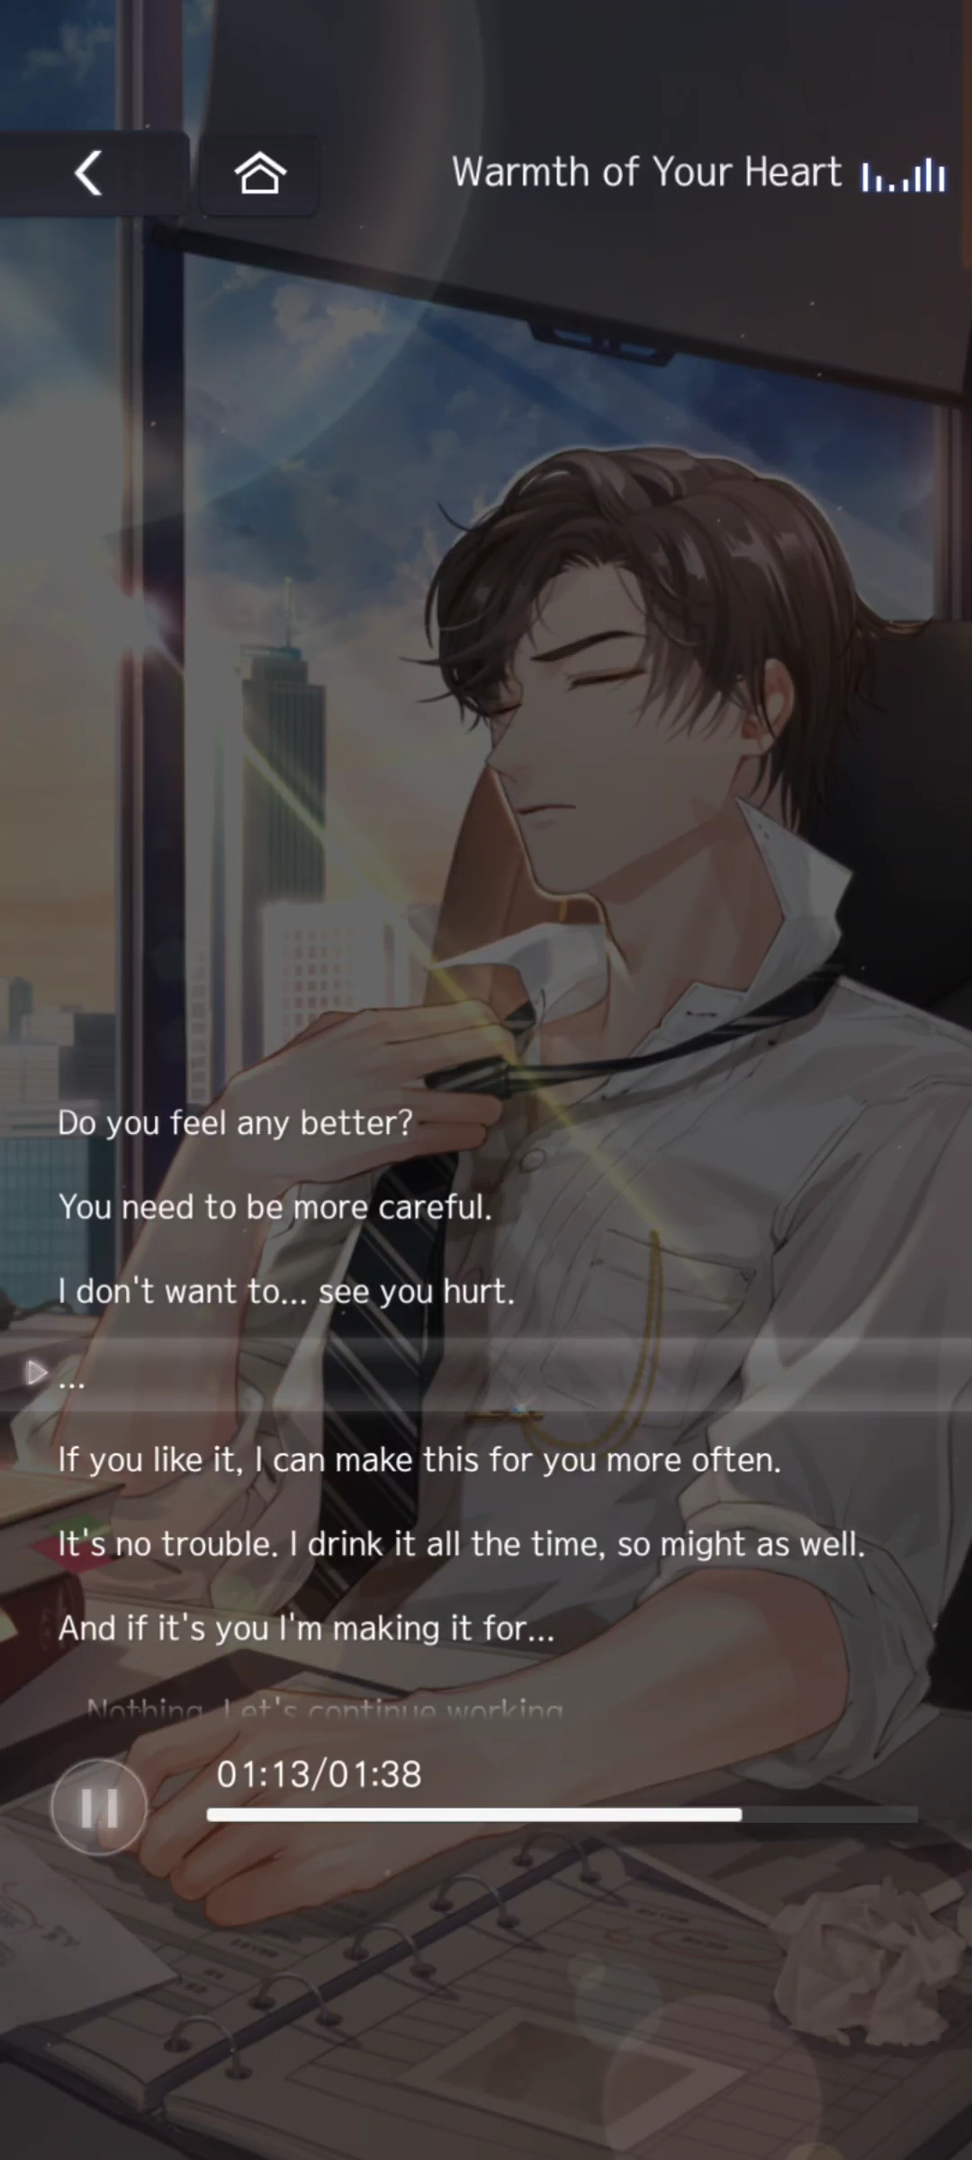 Warmth of Your Heart
Do you feel any better?
You need to be more careful.
I don't want to... see you hurt.
...
If you like it, I can make this for you more often.
It's no trouble. I drink it all the time, so might as well.
And if it's you I'm making it for...
Nothing. Let's continue working
01:13/01:38